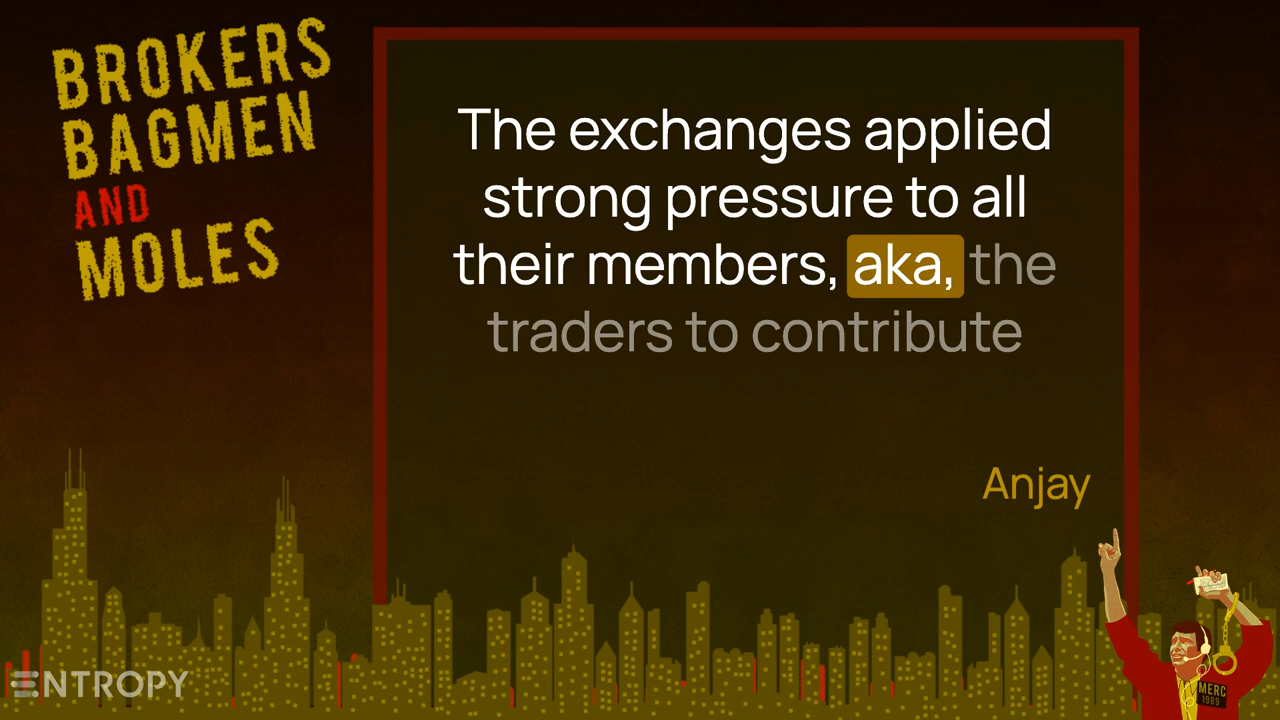 BROKERS
BAGMEN
AND
MOLES
The exchanges applied
strong pressure to all
their members, aka, the
traders to contribute
Anjay
ENTROPY
MERC
1989